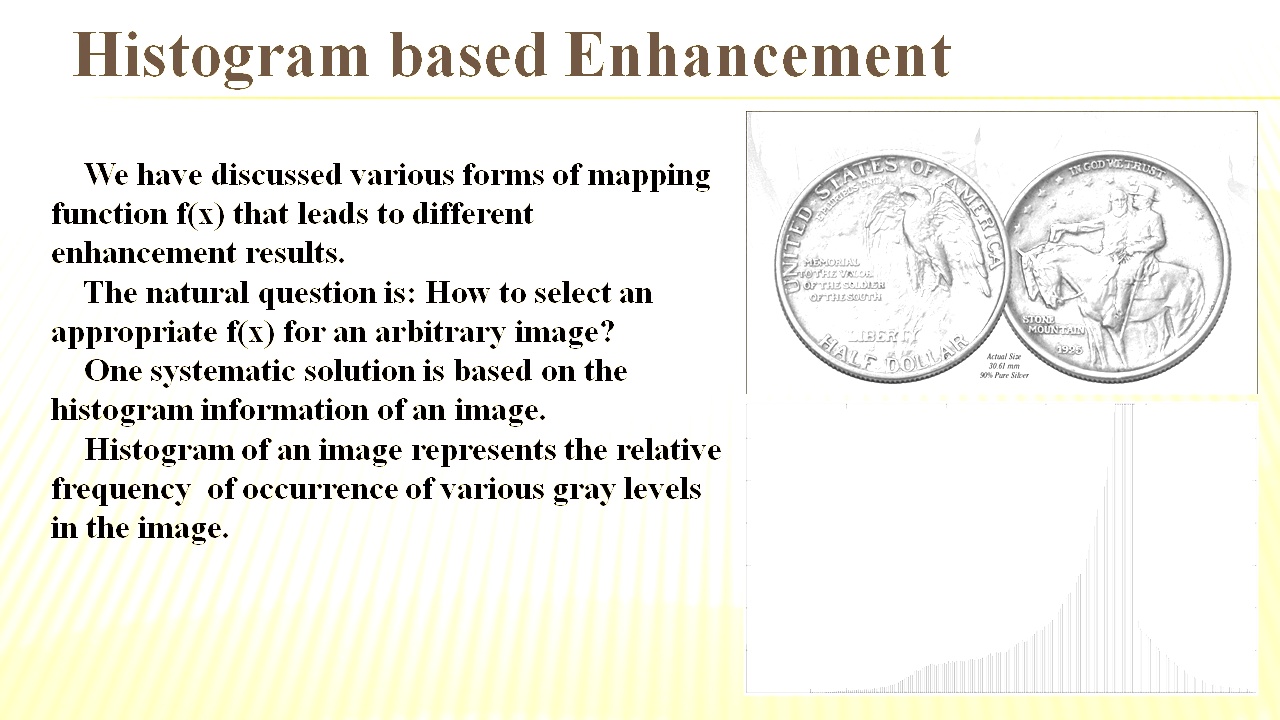 Histogram based Enhancement
We have discussed various forms of mapping
function f(x) that leads to different
enhancement results.
The natural question is: How to select an
appropriate f(x) for an arbitrary image?
One systematic solution is based on the
histogram information of an image.
Histogram of an image represents the relative
frequency  of occurrence of various gray levels
in the image.
UNITED STATES OF AMERICA
MEMORIAL
TO THE VALOR
OF THE SOLDIER
OF THE SOUTH
LIBERTY
HALF DOLLAR
IN GOD WE TRUST
STONE
MOUNTAIN
1925
Actual Size
30.61 mm
90% Pure Silver